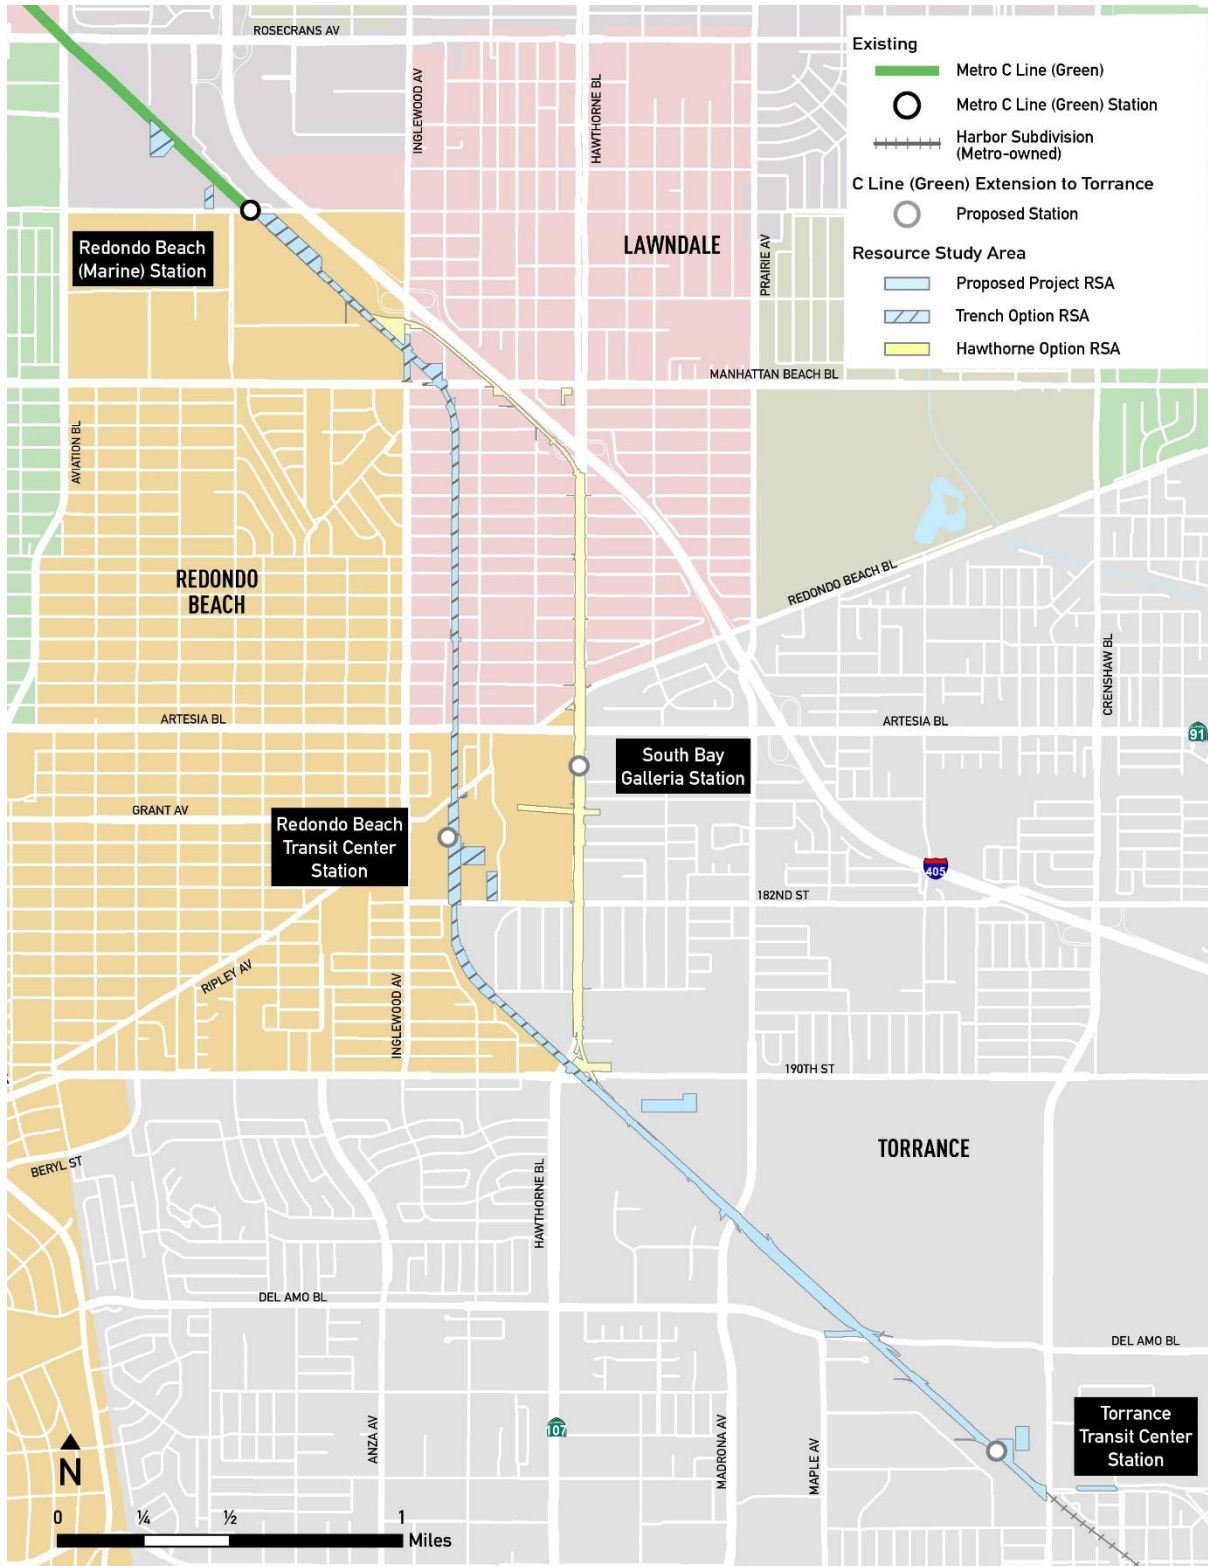 ROSECRANS AV
INGLEWOOD AV
HAWTHORNE BL
Existing
Metro C Line (Green)
Metro C Line (Green) Station
Harbor Subdivision
(Metro-owned)
C Line (Green) Extension to Torrance
Proposed Station
Resource Study Area
Proposed Project RSA
Trench Option RSA
Hawthorne Option RSA
Redondo Beach
(Marine) Station
LAWNDALE
PRAIRIE AV
MANHATTAN BEACH BL
AVIATION BL
REDONDO
BEACH
REDONDO BEACH BL
CRENSHAW BL
ARTESIA BL
ARTESIA BL
91
South Bay
Galleria Station
GRANT AV
Redondo Beach
Transit Center
Station
405
182ND ST
RIPLEY AV
INGLEWOOD AV
190TH ST
TORRANCE
BERYL ST
HAWTHORNE BL
DEL AMO BL
DEL AMO BL
107
ANZA AV
MADRONA AV
MAPLE AV
Torrance
Transit Center
Station
N
0 ¼ ½ 1
Miles